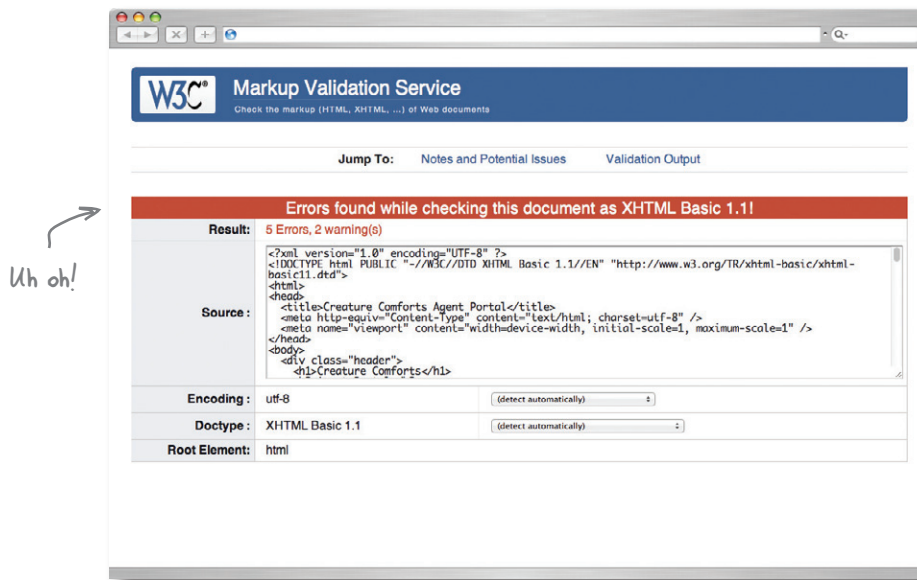 Q-
W3C®
Markup Validation Service
Check the markup (HTML, XHTML, ...) of Web documents
Jump To: Notes and Potential Issues Validation Output
Errors found while checking this document as XHTML Basic 1.1!
Uh oh!
Result: 5 Errors, 2 warning(s)
Source :
<?xml version="1.0" encoding="UTF-8" ?>
<!DOCTYPE html PUBLIC "-//W3C//DTD XHTML Basic 1.1//EN" "http://www.w3.org/TR/xhtml-basic/xhtml-
basic11.dtd">
<html>
<head>
<title>Creature Comforts Agent Portal</title>
<meta http-equiv="Content-Type" content="text/html; charset=utf-8" />
<meta name="viewport" content="width=device-width, initial-scale=1, maximum-scale=1" />
</head>
<body>
<div class="header">
<h1>Creature Comforts</h1>
Encoding : utf-8 (detect automatically)
Doctype : XHTML Basic 1.1 (detect automatically)
Root Element: html